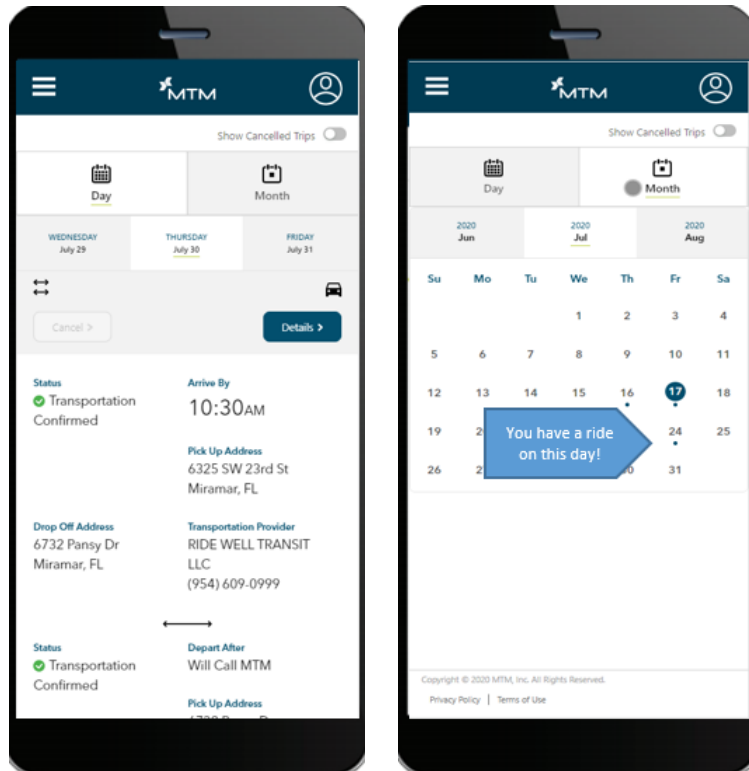 MTM
Show Cancelled Trips
Day
Month
WEDNESDAY
July 29
THURSDAY
July 30
FRIDAY
July 31
Cancel >
Details >
Status
Transportation
Confirmed
Arrive By
10:30AM
Pick Up Address
6325 SW 23rd St
Miramar, FL
Drop Off Address
6732 Pansy Dr
Miramar, FL
Transportation Provider
RIDE WELL TRANSIT
LLC
(954) 609-0999
Status
Transportation
Confirmed
Depart After
Will Call MTM
Pick Up Address
MTM
Show Cancelled Trips
Day
Month
2020
Jun
2020
Jul
2020
Aug
Su Mo Tu We Th Fr Sa
1 2 3 4
5 6 7 8 9 10 11
12 13 14 15 16 17 18
19 24 25
26 31
You have a ride
on this day!
Copyright © 2020 MTM, Inc. All Rights Reserved.
Privacy Policy | Terms of Use